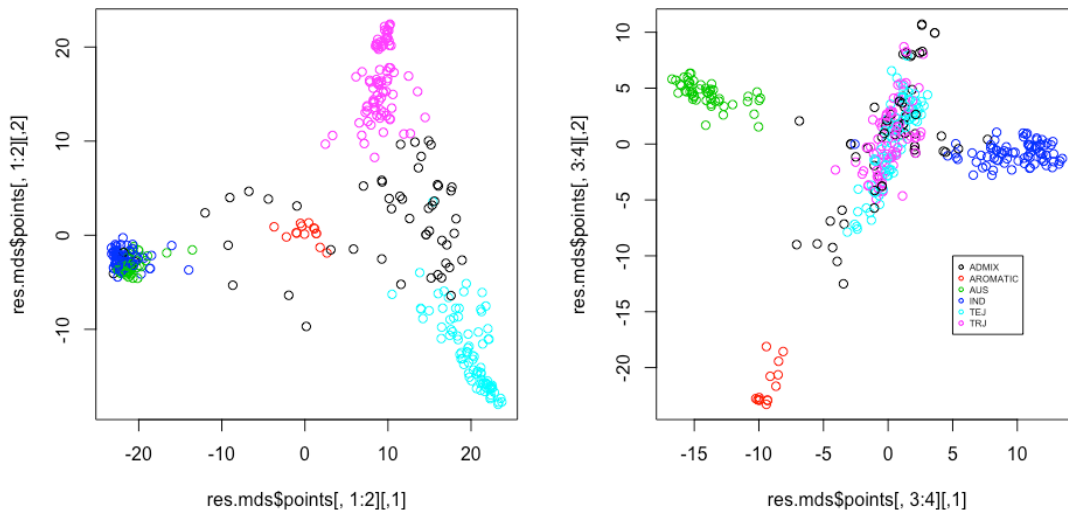 res.mds$points[, 1:2][,2]
20
10
0
-10
-20
-10
0
10
20
res.mds$points[, 1:2][,1]
res.mds$points[, 3:4][,2]
10
5
0
-5
-10
-15
-20
ADMIX
AROMATIC
AUS
IND
TEJ
TRJ
-15
-10
-5
0
5
10
res.mds$points[, 3:4][,1]